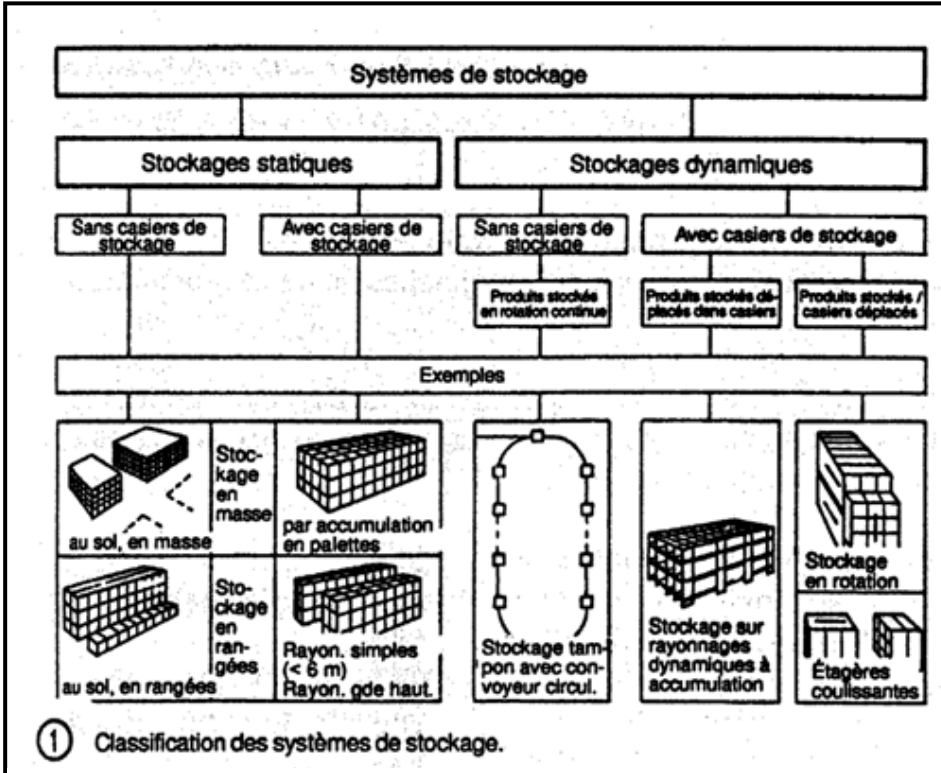 Systèmes de stockage
Stockages statiques
Stockages dynamiques
Sans casiers de
stockage
Avec casiers de
stockage
Sans casiers de
stockage
Avec casiers de stockage
Produits stockés
en rotation continue
Produits stockés dé-
placés dans casiers
Produits stockés /
casiers déplacés
Exemples
au sol, en masse
Stoc-
kage
en
masse
par accumulation
en palettes
au sol, en rangées
Sto-
ckage
en
ran-
gées
Rayon. simples
(< 6 m)
Rayon. gde haut.
Stockage tam-
pon avec con-
voyeur circul.
Stockage sur
rayonnages
dynamiques à
accumulation
Stockage
en rotation
Étagères
coulissantes
1 Classification des systèmes de stockage.